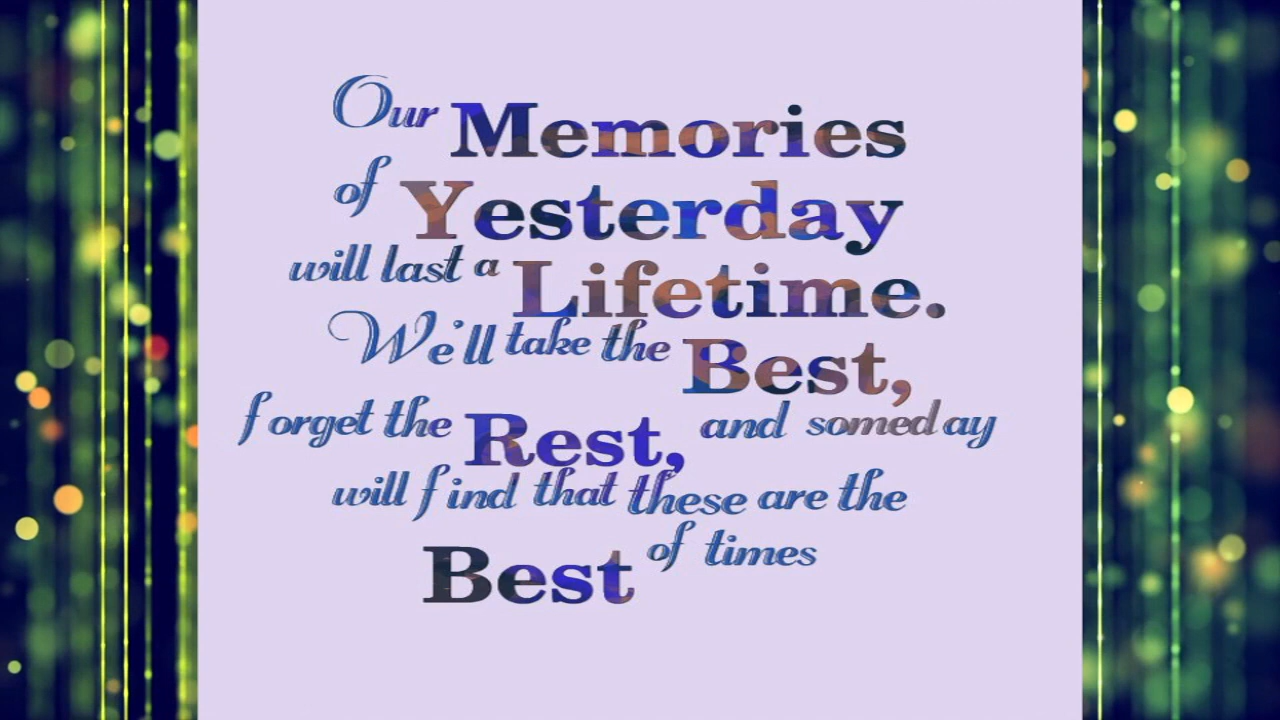 Our Memories
of Yesterday
will last a Lifetime.
We'll take the Best,
forget the Rest, and someday
will find that these are the
Best of times